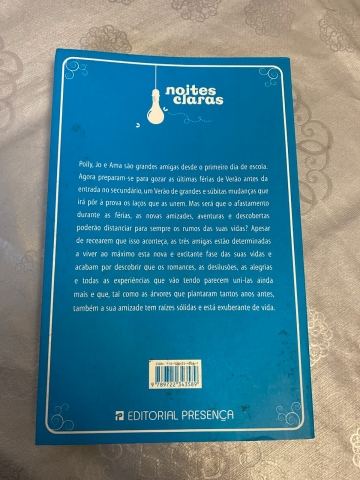 noites
claras
Polly, Jo e Ama são grandes amigas desde o primeiro dia de escola.
Agora preparam-se para gozar as últimas férias de Verão antes da
entrada no secundário, um Verão de grandes e súbitas mudanças que
irá pôr à prova os laços que as unem. Mas será que o afastamento
durante as férias, as novas amizades, aventuras e descobertas
poderão distanciar para sempre os rumos das suas vidas? Apesar
de recearem que isso aconteça, as três amigas estão determinadas
a viver ao máximo esta nova e excitante fase das suas vidas e
acabam por descobrir que os romances, as desilusões, as alegrias
e todas as experiências que vão tendo parecem uni-las ainda
mais e que, tal como as árvores que plantaram tantos anos antes,
também a sua amizade tem raízes sólidas e está exuberante de vida.
9789722343589
EDITORIAL PRESENÇA